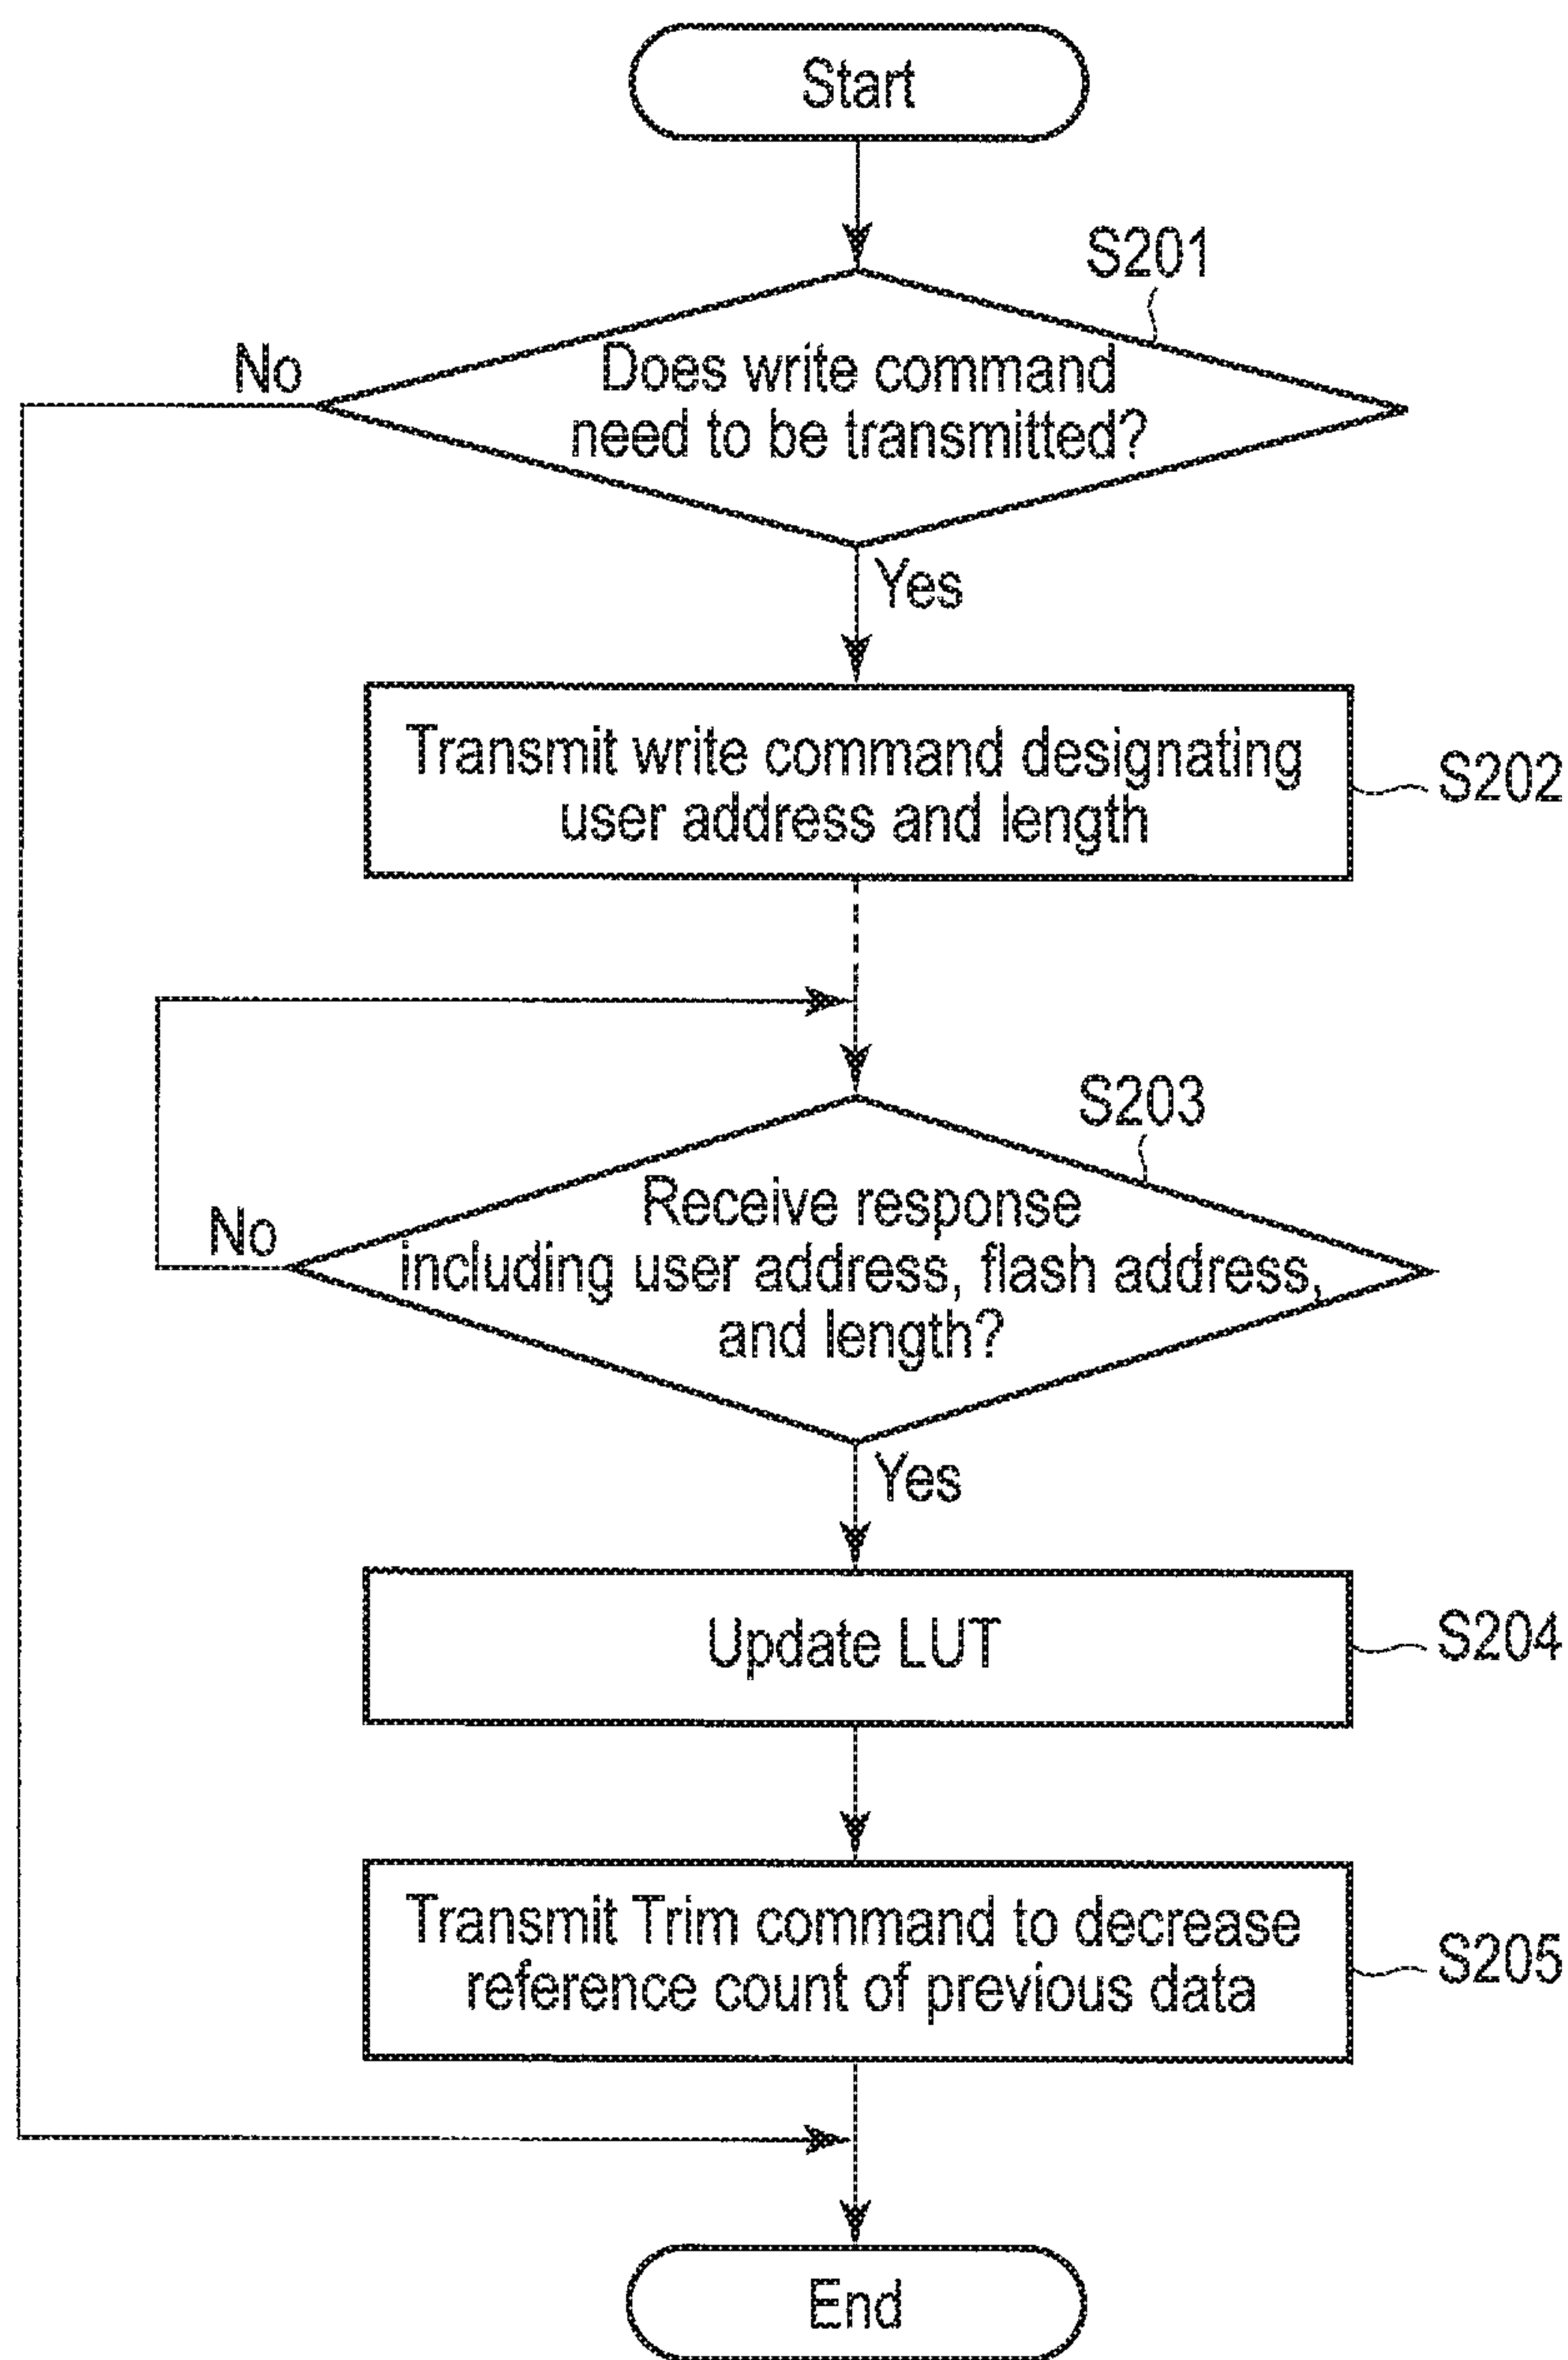 Start
S201
No
Does write command
need to be transmitted?
Yes
Transmit write command designating
user address and length
S202
S203
Receive response
including user address, flash address,
and length?
No
Yes
Update LUT
S204
Transmit Trim command to decrease
reference count of previous data
S205
End